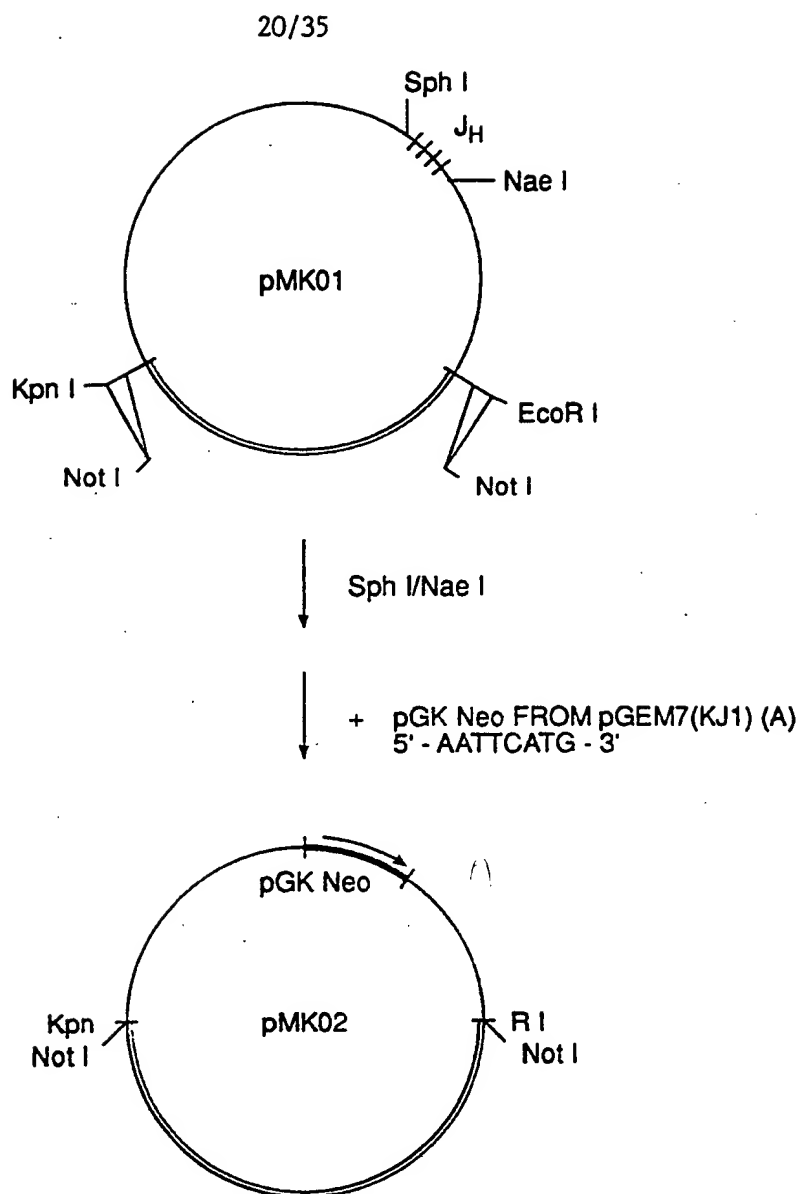 20/35
Sph I
JH
Nae I
pMK01
Kpn I
EcoR I
Not I
Not I
Sph I/Nae I
+ pGK Neo FROM pGEM7(KJ1) (A)
5' - AATTCATG - 3'
pGK Neo
Kpn
Not I
pMK02
R I
Not I